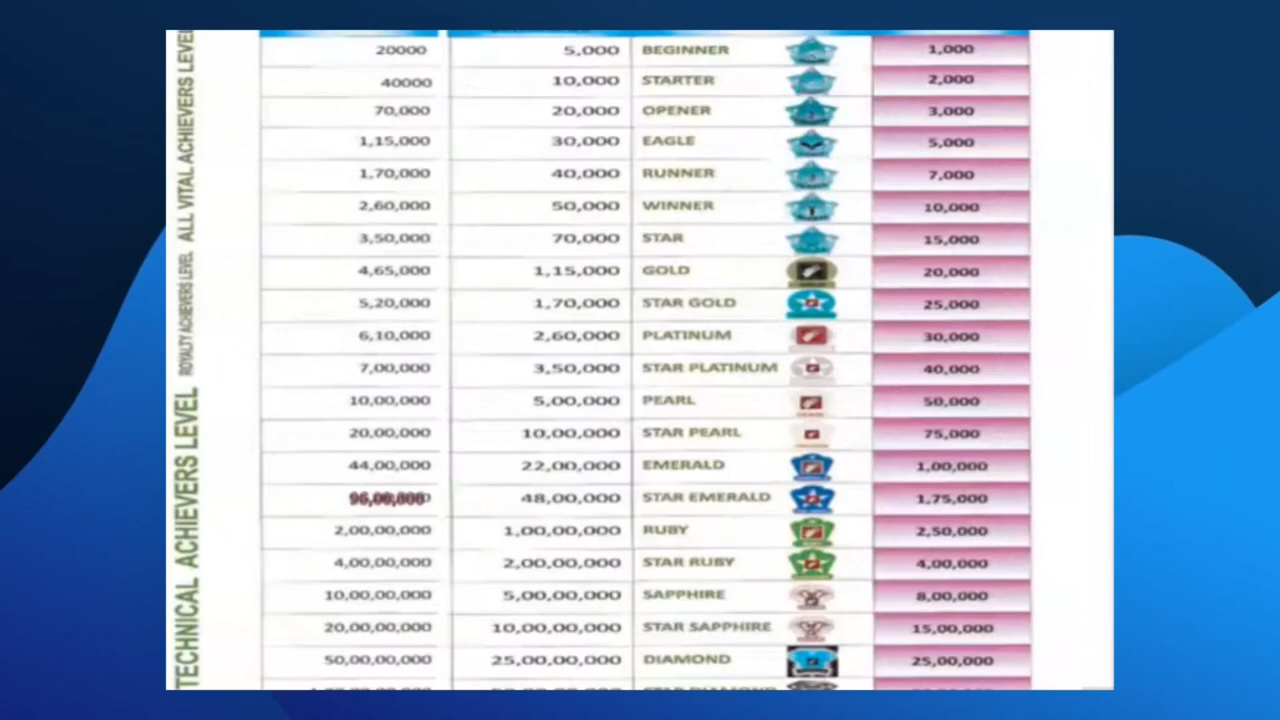 TECHNICAL ACHIEVERS LEVEL ROYALTY ACHIEVERS LEVEL ALL VITAL ACHIEVERS LEVEL
20000 5,000 BEGINNER 1,000
40000 10,000 STARTER 2,000
70,000 20,000 OPENER 3,000
1,15,000 30,000 EAGLE 5,000
1,70,000 40,000 RUNNER 7,000
2,60,000 50,000 WINNER 10,000
3,50,000 70,000 STAR 15,000
4,65,000 1,15,000 GOLD 20,000
5,20,000 1,70,000 STAR GOLD 25,000
6,10,000 2,60,000 PLATINUM 30,000
7,00,000 3,50,000 STAR PLATINUM 40,000
10,00,000 5,00,000 PEARL 50,000
20,00,000 10,00,000 STAR PEARL 75,000
44,00,000 22,00,000 EMERALD 1,00,000
96,00,000 48,00,000 STAR EMERALD 1,75,000
2,00,00,000 1,00,00,000 RUBY 2,50,000
4,00,00,000 2,00,00,000 STAR RUBY 4,00,000
10,00,00,000 5,00,00,000 SAPPHIRE 8,00,000
20,00,00,000 10,00,00,000 STAR SAPPHIRE 15,00,000
50,00,00,000 25,00,00,000 DIAMOND 25,00,000
STAR DIAMOND